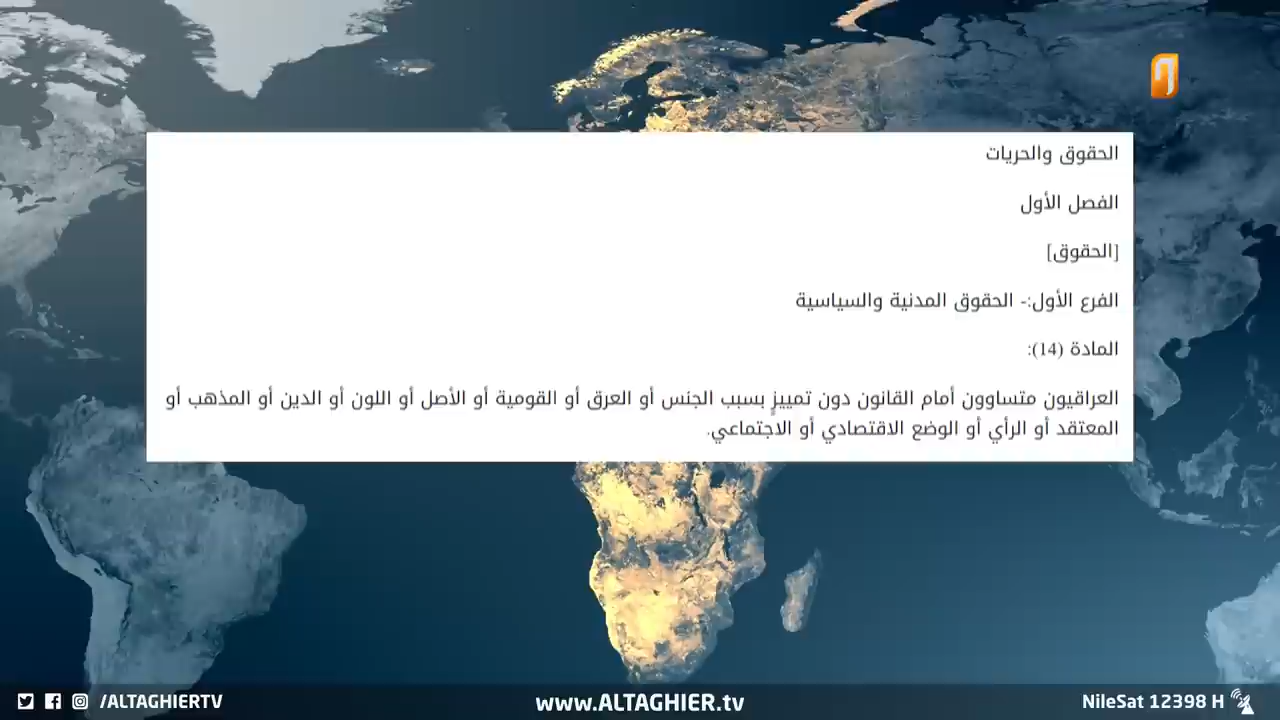 الحقوق والحريات
الفصل الأول
[الحقوق]
الفرع الأول:- الحقوق المدنية والسياسية
المادة (14):
العراقيون متساوون أمام القانون دون تمييزٍ بسبب الجنس أو العرق أو القومية أو الأصل أو اللون أو الدين أو المذهب أو
المعتقد أو الرأي أو الوضع الاقتصادي أو الاجتماعي.
/ALTAGHIERTV
www.ALTAGHIER.tv
NileSat 12398 H